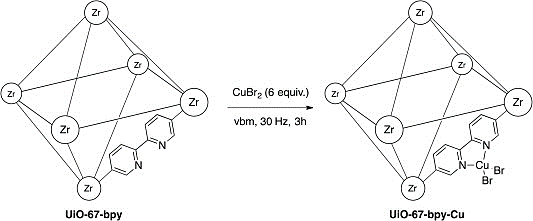 Zr
Zr
Zr
Zr
Zr
Zr
N
N
UiO-67-bpy
CuBr2 (6 equiv.)
vbm, 30 Hz, 3h
Zr
Zr
Zr
Zr
Zr
Zr
N
N
Cu
Br
Br
UiO-67-bpy-Cu